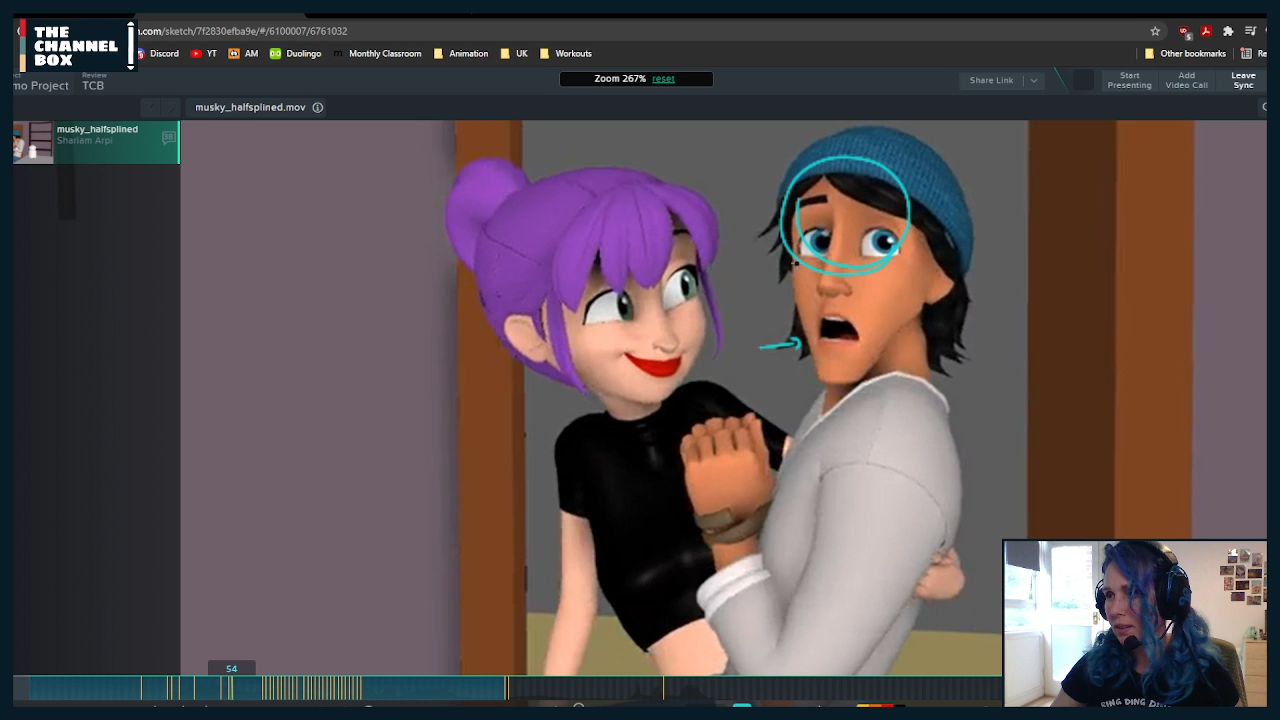 THE
CHANNEL
BOX
.com/sketch/7f2830efba9e/#/6100007/6761032
Discord
YT
AM
Duolingo
Monthly Classroom
Animation
UK
Workouts
Other bookmarks
Review
mo Project
TCB
Zoom 267% reset
Share Link
Start
Presenting
Add
Video Call
Leave
Sync
musky_halfsplined.mov
musky_halfsplined
Shariam Arpi
54